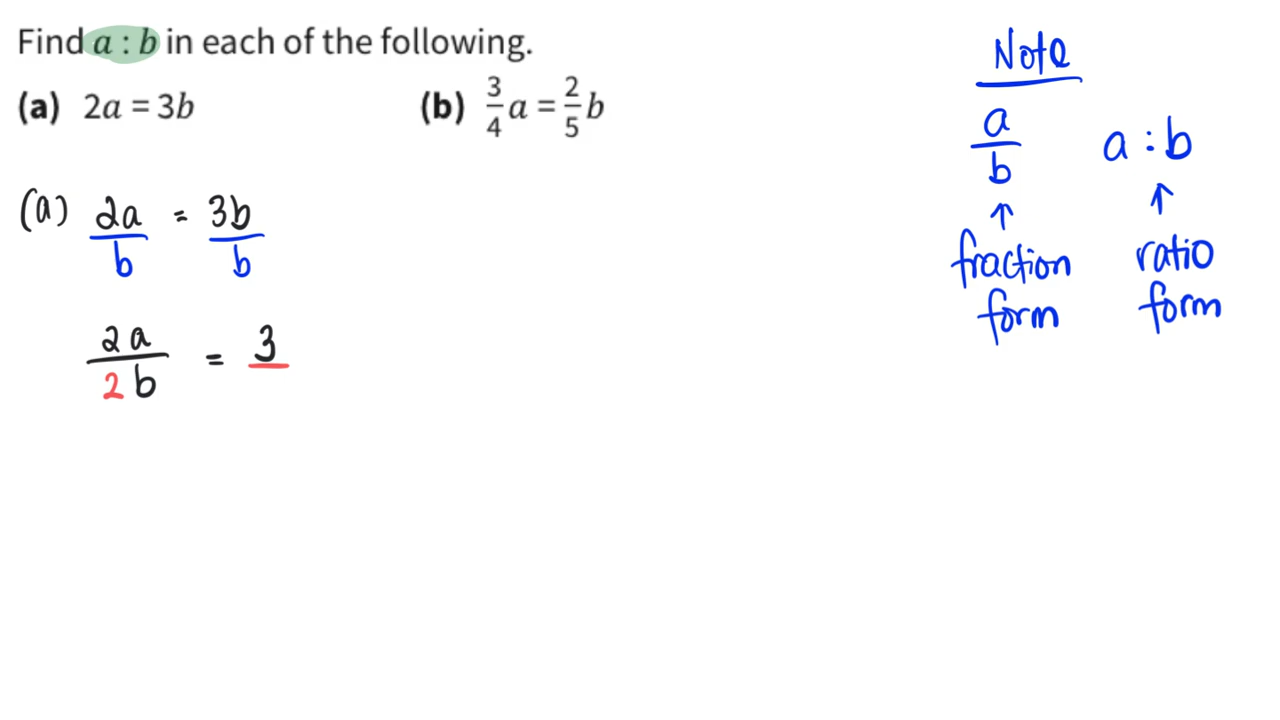 Find a : b in each of the following.
(a) 2a = 3b
(b) 3/4 a = 2/5 b
(a) 2a/b = 3b/b
2a/2b = 3
Note
a/b
a : b
↑
fraction
form
↑
ratio
form